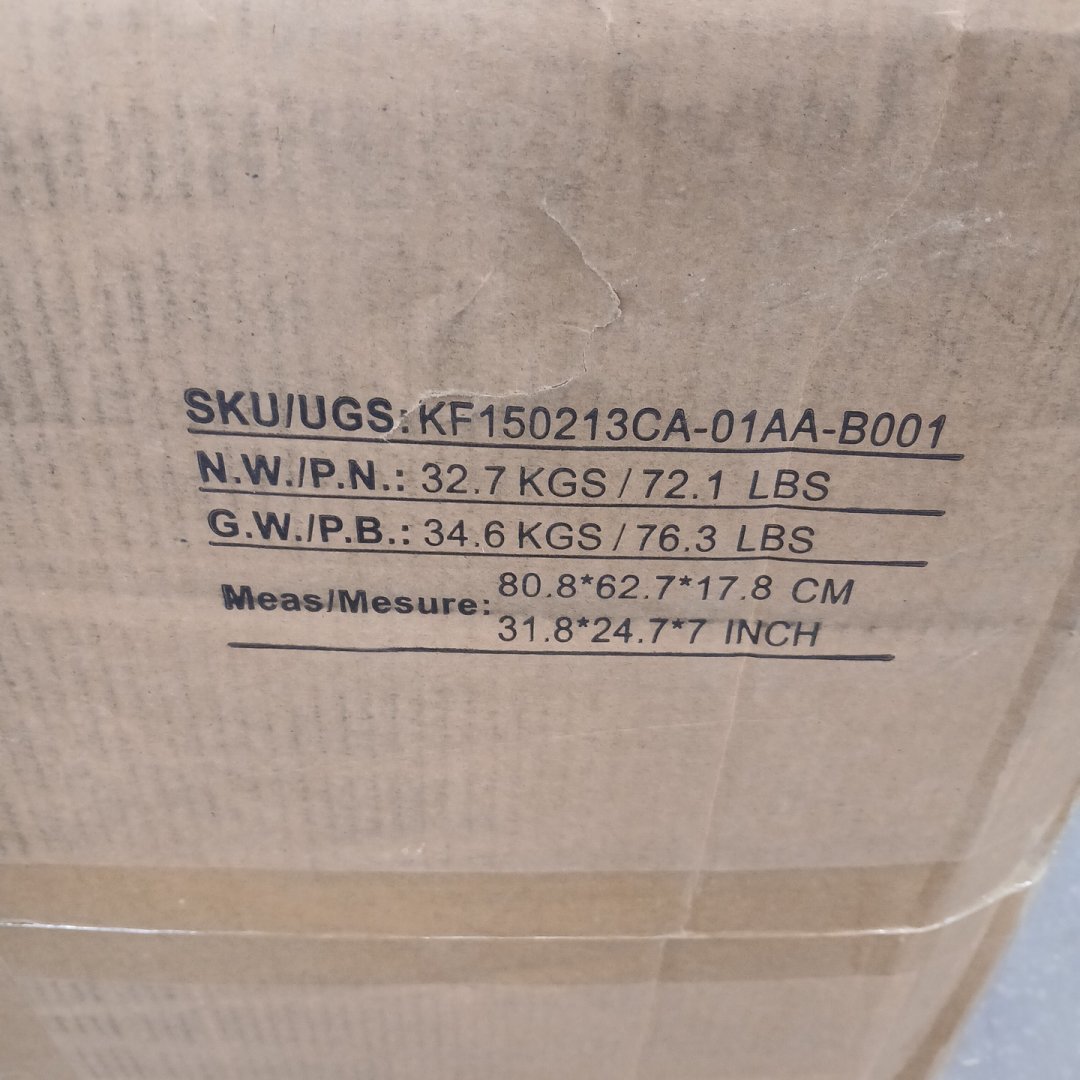 SKU/UGS: KF150213CA-01AA-B001
N.W./P.N.: 32.7 KGS / 72.1 LBS
G.W./P.B.: 34.6 KGS / 76.3 LBS
Meas/Mesure: 80.8*62.7*17.8 CM
31.8*24.7*7 INCH